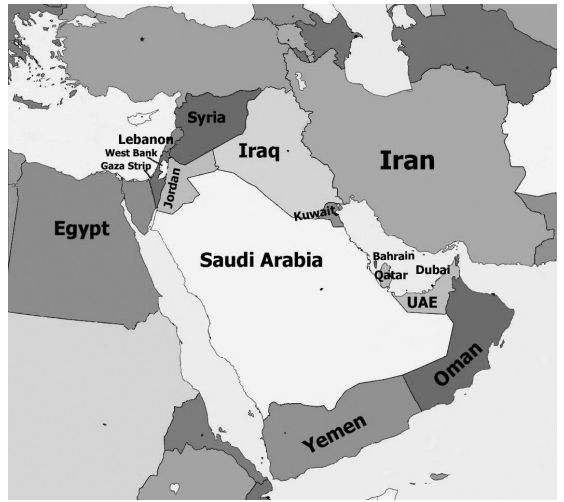 Syria
Lebanon
West Bank
Gaza Strip
Jordan
Iraq
Iran
Kuwait
Egypt
Saudi Arabia
Bahrain
Qatar
Dubai
UAE
Oman
Yemen